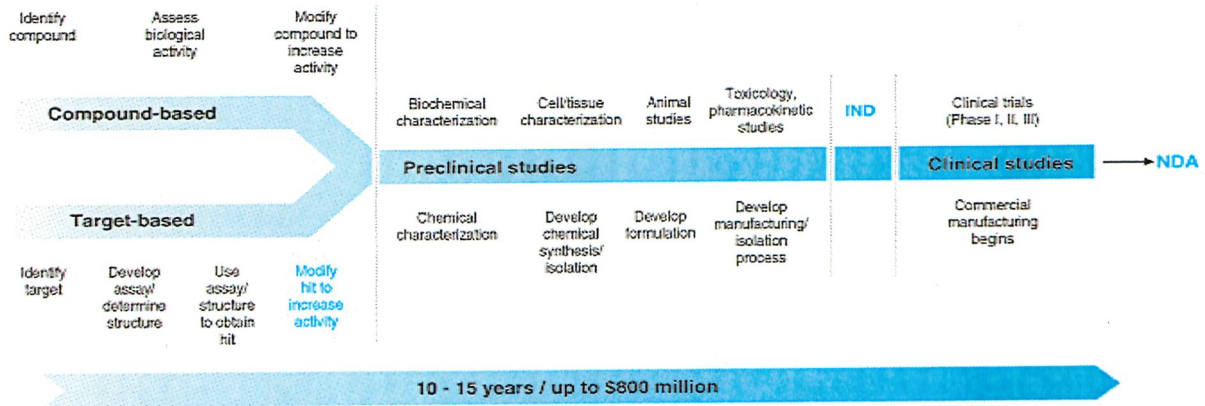 Identify
compound
Assess
biological
activity
Modify
compound to
increase
activity
Compound-based
Biochemical
characterization
Cell/tissue
characterization
Animal
studies
Toxicology,
pharmacokinetic
studies
IND
Clinical trials
(Phase I, II, III)
Preclinical studies
Clinical studies
NDA
Target-based
Chemical
characterization
Develop
chemical
synthesis/
isolation
Develop
formulation
Develop
manufacturing/
isolation
process
Commercial
manufacturing
begins
Identify
target
Develop
assay/
determine
structure
Use
assay/
structure
to obtain
hit
Modify
hit to
increase
activity
10 - 15 years / up to $800 million